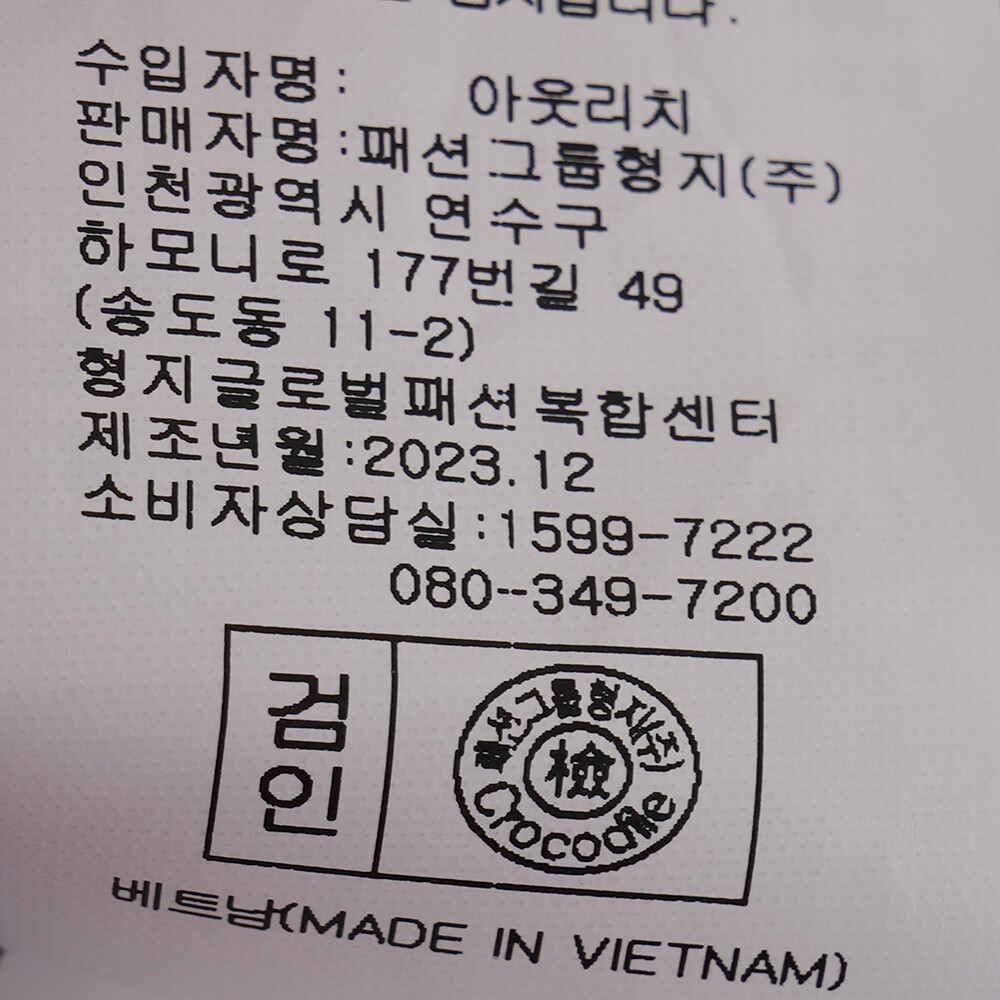 수입자명: 아웃리치
판매자명:패션그룹형지(주)
인천광역시 연수구
하모니로 177번길 49
(송도동 11-2)
형지글로벌패션복합센터
제조년월:2023.12
소비자상담실:1599-7222
080--349-7200
검인
패션그룹형지(주)
檢
Crocodile
베트남(MADE IN VIETNAM)